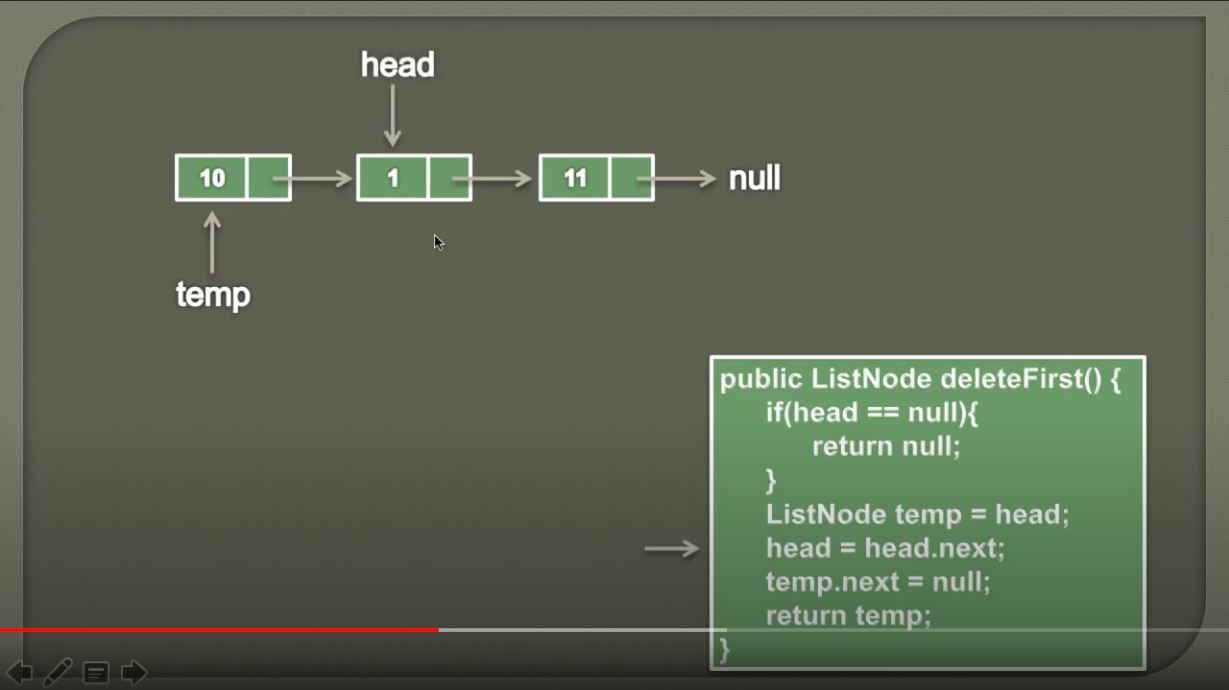 head
10 1 11 null
temp
public ListNode deleteFirst() {
if(head == null){
return null;
}
ListNode temp = head;
head = head.next;
temp.next = null;
return temp;
}